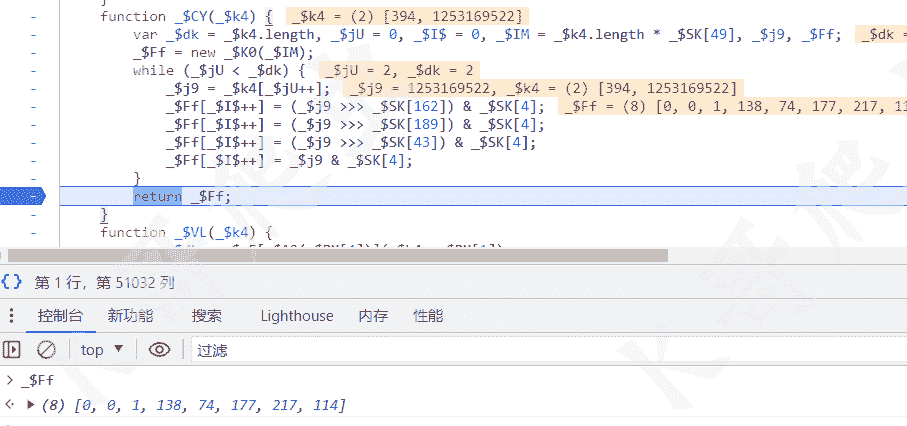 function _$CY(_$k4) {  _$k4 = (2) [394, 1253169522]
var _$dk = _$k4.length, _$jU = 0, _$I$ = 0, _$IM = _$k4.length * _$SK[49], _$j9, _$Ff;  _$dk =
_$Ff = new _$K0(_$IM);
while (_$jU < _$dk) {  _$jU = 2, _$dk = 2
_$j9 = _$k4[_$jU++];  _$j9 = 1253169522, _$k4 = (2) [394, 1253169522]
_$Ff[_$I$++] = (_$j9 >>> _$SK[162]) & _$SK[4];  _$Ff = (8) [0, 0, 1, 138, 74, 177, 217, 11
_$Ff[_$I$++] = (_$j9 >>> _$SK[189]) & _$SK[4];
_$Ff[_$I$++] = (_$j9 >>> _$SK[43]) & _$SK[4];
_$Ff[_$I$++] = _$j9 & _$SK[4];
}
return _$Ff;
}
function _$VL(_$k4) {
{} 第 1 行，第 51032 列
控制台 新功能 搜索 Lighthouse 内存 性能
top ▼ 过滤
> _$Ff
(8) [0, 0, 1, 138, 74, 177, 217, 114]